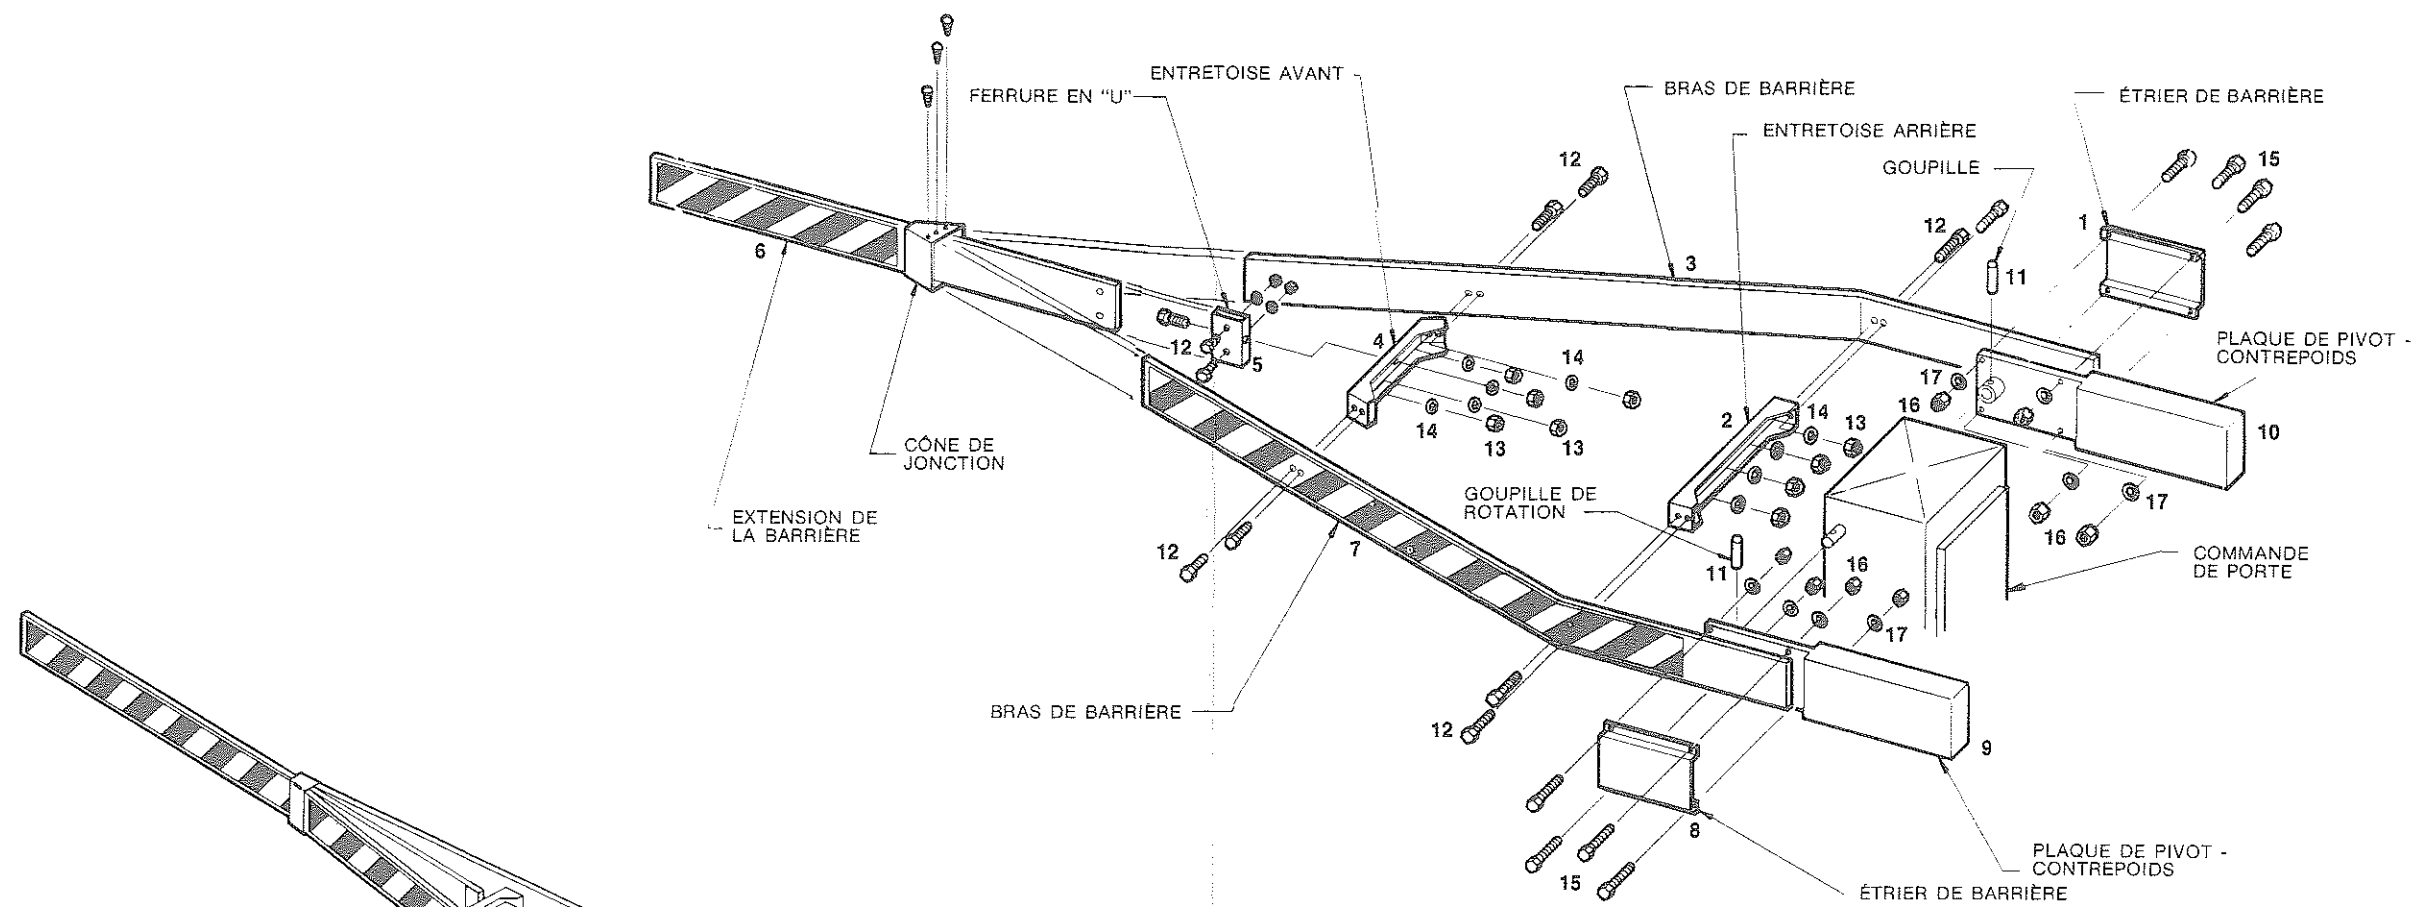 ENTRETOISE AVANT
FERRURE EN "U"
BRAS DE BARRIÈRE
ÉTRIER DE BARRIÈRE
ENTRETOISE ARRIÈRE
GOUPILLE
12
15
12
1
11
6
3
4
12
5
14
PLAQUE DE PIVOT -
CONTREPOIDS
17
16
2
14
13
10
14
13
13
CÔNE DE
JONCTION
GOUPILLE DE
ROTATION
17
16
EXTENSION DE
LA BARRIÈRE
12
7
11
16
COMMANDE
DE PORTE
17
BRAS DE BARRIÈRE
12
9
8
15
PLAQUE DE PIVOT -
CONTREPOIDS
ÉTRIER DE BARRIÈRE